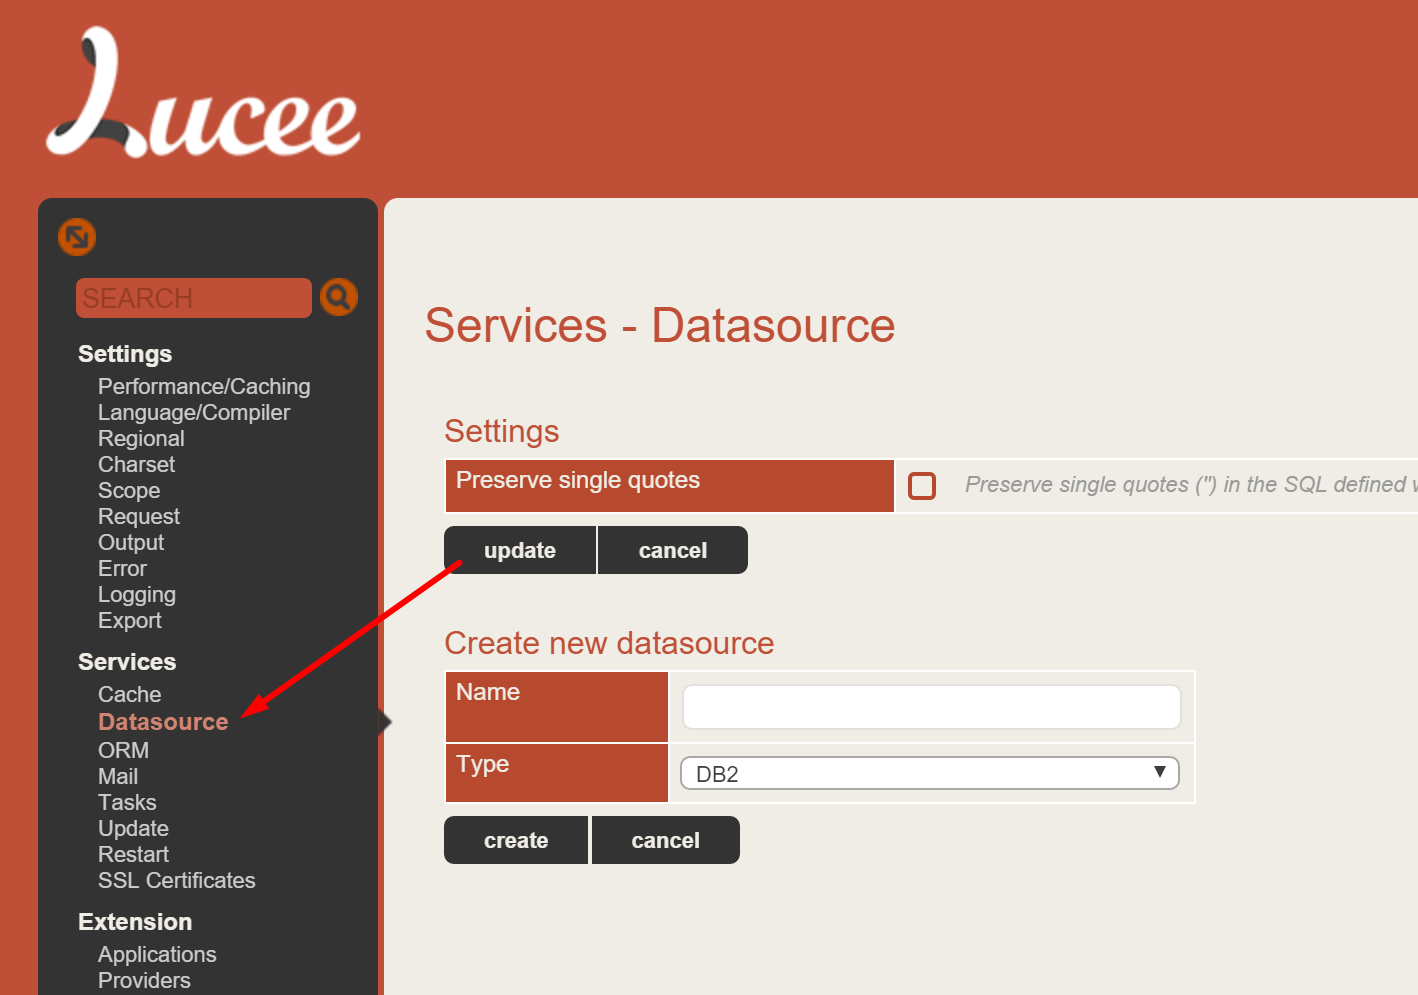 Lucee
SEARCH
Settings
Performance/Caching
Language/Compiler
Regional
Charset
Scope
Request
Output
Error
Logging
Export
Services
Cache
Datasource
ORM
Mail
Tasks
Update
Restart
SSL Certificates
Extension
Applications
Providers
Services - Datasource
Settings
Preserve single quotes
Preserve single quotes (") in the SQL defined
update cancel
Create new datasource
Name
Type DB2
create cancel